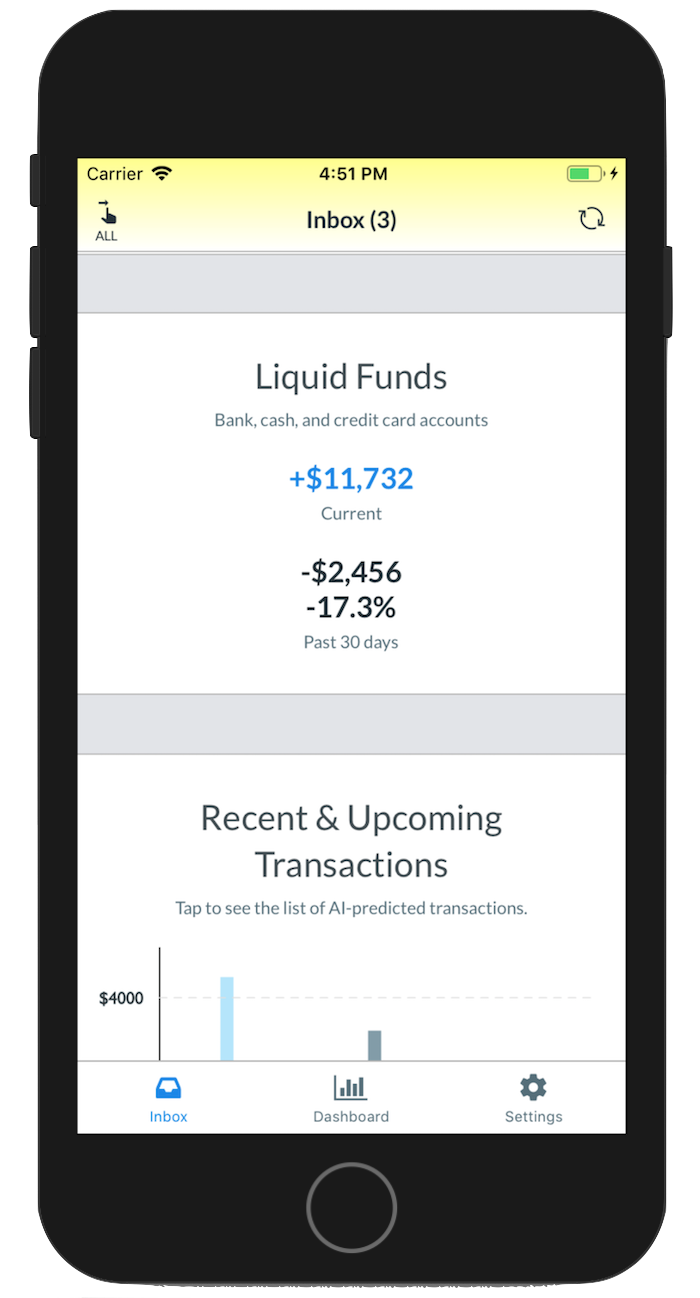 Carrier 4:51 PM
ALL Inbox (3)
Liquid Funds
Bank, cash, and credit card accounts
+$11,732
Current
-$2,456
-17.3%
Past 30 days
Recent & Upcoming
Transactions
Tap to see the list of AI-predicted transactions.
$4000
Inbox Dashboard Settings